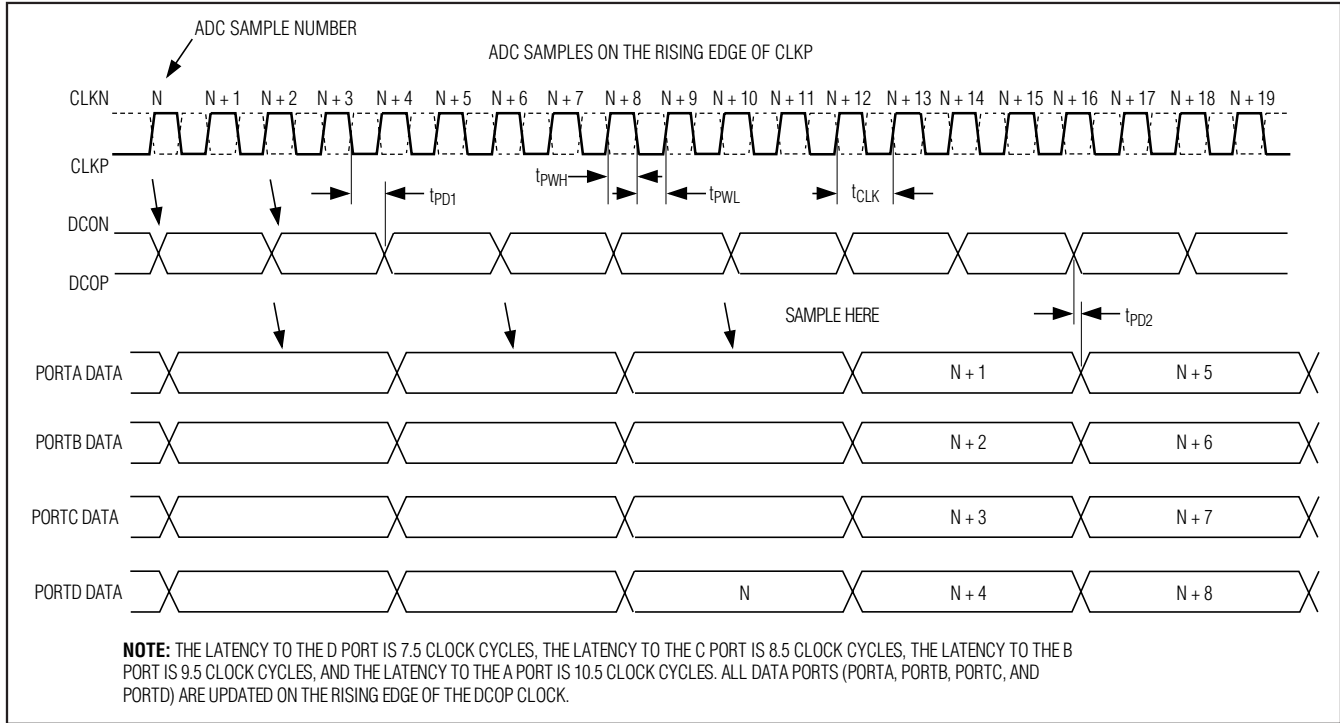 ADC SAMPLE NUMBER
ADC SAMPLES ON THE RISING EDGE OF CLKP
CLKN N N + 1 N + 2 N + 3 N + 4 N + 5 N + 6 N + 7 N + 8 N + 9 N + 10 N + 11 N + 12 N + 13 N + 14 N + 15 N + 16 N + 17 N + 18 N + 19
CLKP
tPD1 tPWH tPWL tCLK
DCON
DCOP
SAMPLE HERE tPD2
PORTA DATA N + 1 N + 5
PORTB DATA N + 2 N + 6
PORTC DATA N + 3 N + 7
PORTD DATA N N + 4 N + 8
NOTE: THE LATENCY TO THE D PORT IS 7.5 CLOCK CYCLES, THE LATENCY TO THE C PORT IS 8.5 CLOCK CYCLES, THE LATENCY TO THE B
PORT IS 9.5 CLOCK CYCLES, AND THE LATENCY TO THE A PORT IS 10.5 CLOCK CYCLES. ALL DATA PORTS (PORTA, PORTB, PORTC, AND
PORTD) ARE UPDATED ON THE RISING EDGE OF THE DCOP CLOCK.